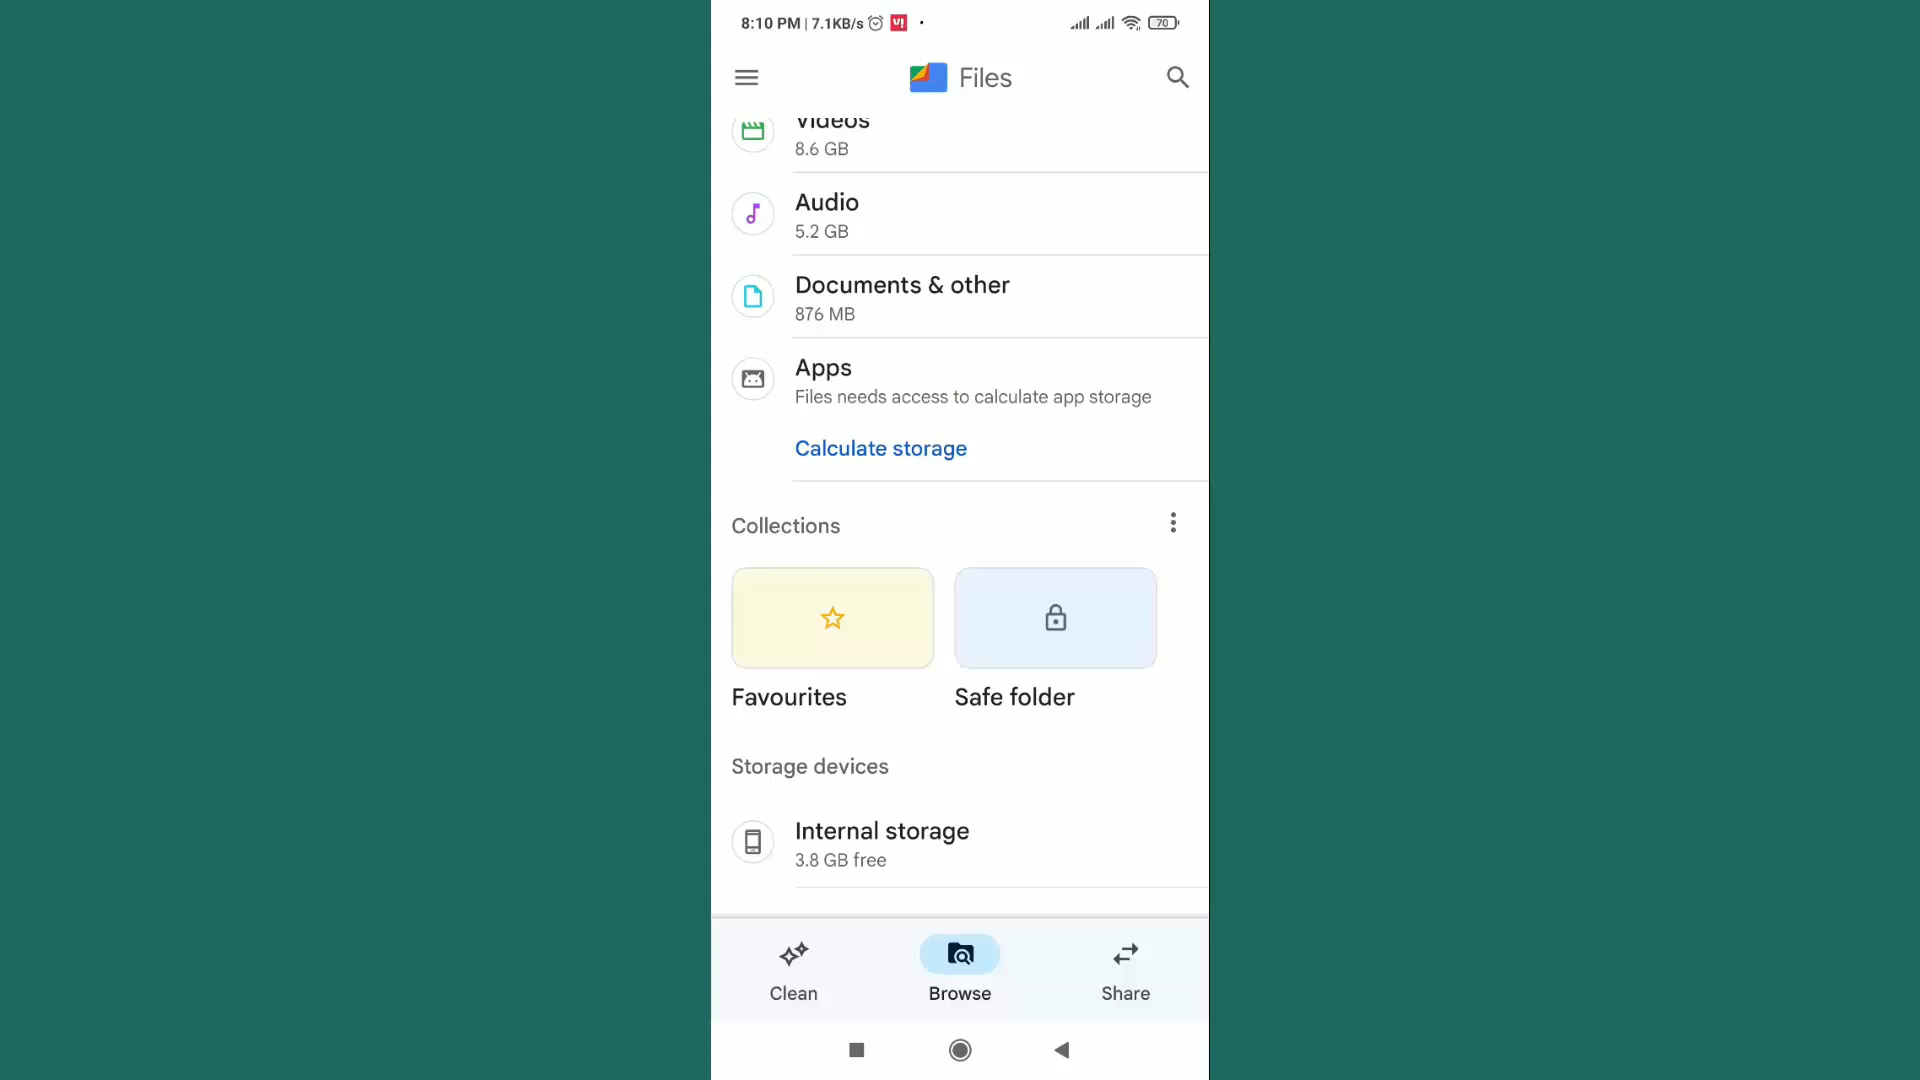 8:10 PM | 7.1KB/s
70
Files
Videos
8.6 GB
Audio
5.2 GB
Documents & other
876 MB
Apps
Files needs access to calculate app storage
Calculate storage
Collections
Favourites
Safe folder
Storage devices
Internal storage
3.8 GB free
Clean
Browse
Share